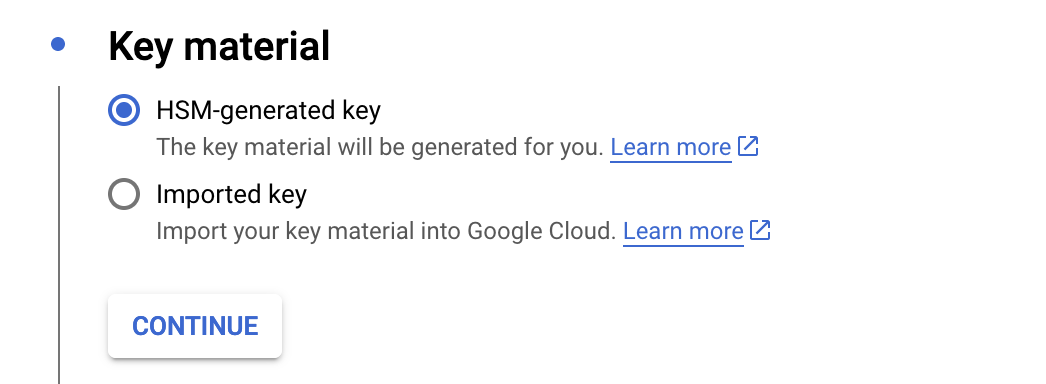 Key material
HSM-generated key
The key material will be generated for you. Learn more
Imported key
Import your key material into Google Cloud. Learn more
CONTINUE